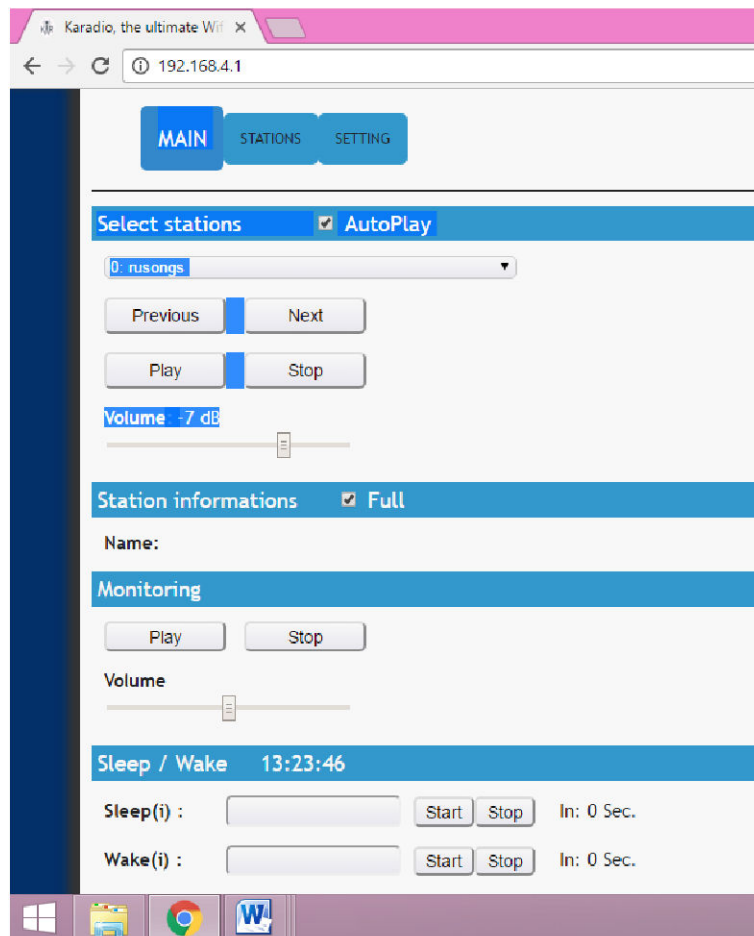 Karadio, the ultimate Wif
192.168.4.1
MAIN STATIONS SETTING
Select stations AutoPlay
0: rusongs
Previous Next
Play Stop
Volume: -7 dB
Station informations Full
Name:
Monitoring
Play Stop
Volume
Sleep / Wake 13:23:46
Sleep(i) : Start Stop In: 0 Sec.
Wake(i) : Start Stop In: 0 Sec.